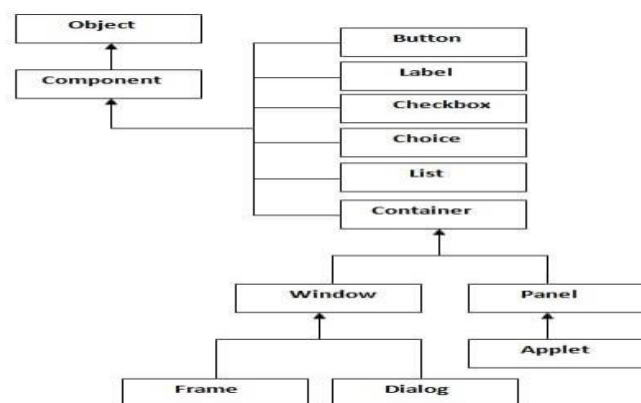 Object
Component
Button
Label
Checkbox
Choice
List
Container
Window
Panel
Applet
Frame
Dialog